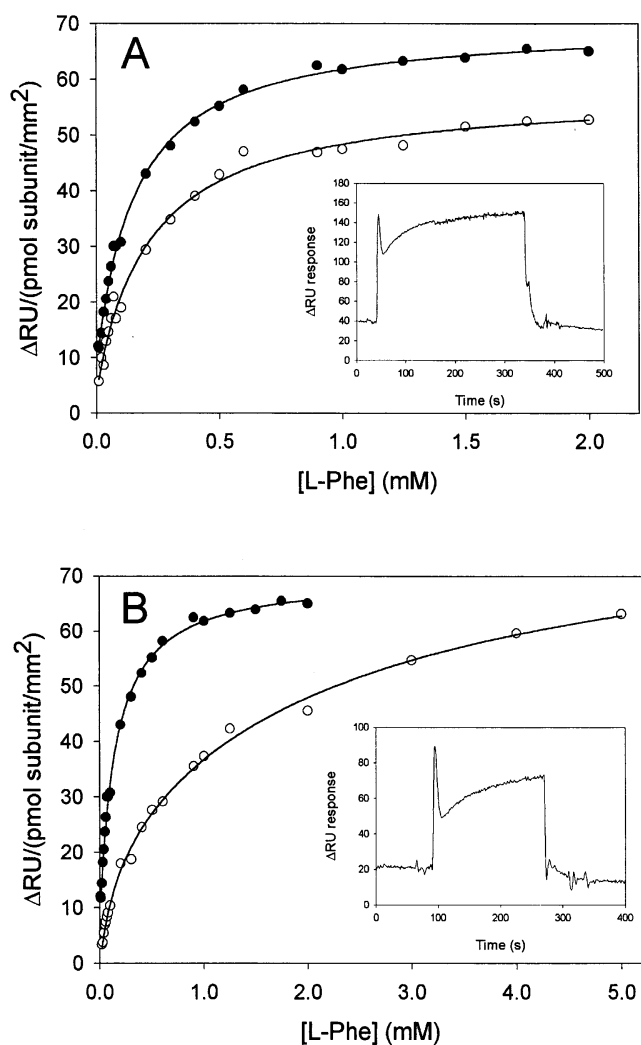 A
70
60
50
40
30
20
10
0
ΔRU/(pmol subunit/mm²)
0.0 0.5 1.0 1.5 2.0
[L-Phe] (mM)
180
160
140
120
100
80
60
40
20
0
ΔRU response
0 100 200 300 400 500
Time (s)
B
70
60
50
40
30
20
10
0
ΔRU/(pmol subunit/mm²)
0.0 1.0 2.0 3.0 4.0 5.0
[L-Phe] (mM)
100
80
60
40
20
0
ΔRU response
0 100 200 300 400
Time (s)